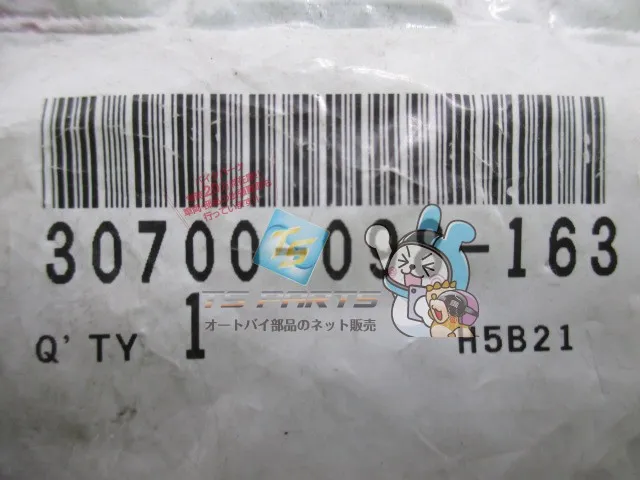 30700-098-163
TS PARTS
オートバイ部品のネット販売
Q'TY 1 H5B21